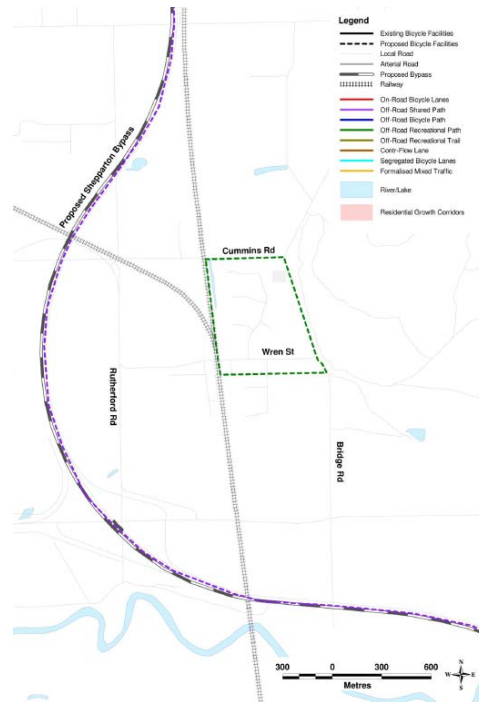 Legend
Existing Bicycle Facilities
Proposed Bicycle Facilities
Local Road
Arterial Road
Proposed Bypass
Railway
On-Road Bicycle Lanes
Off-Road Shared Path
Off-Road Bicycle Path
Off-Road Recreational Path
Off-Road Recreational Trail
Contr-Flow Lane
Segregated Bicycle Lanes
Formalised Mixed Traffic
River/Lake
Residential Growth Corridors
Proposed Shepparton Bypass
Cummins Rd
Wren St
Rutherford Rd
Bridge Rd
300 0 300 600
Metres
N
W E
S